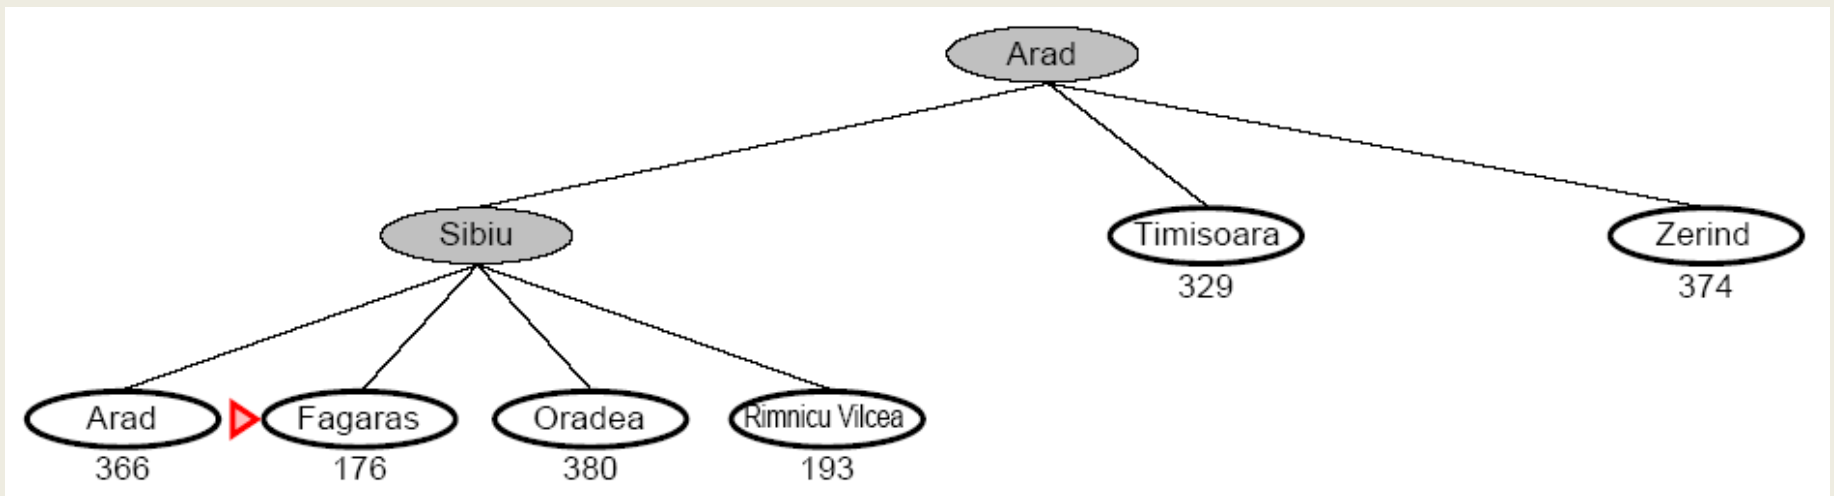 Arad
Sibiu
Timisoara
Zerind
329
374
Arad
Fagaras
Oradea
Rimnicu Vilcea
366
176
380
193